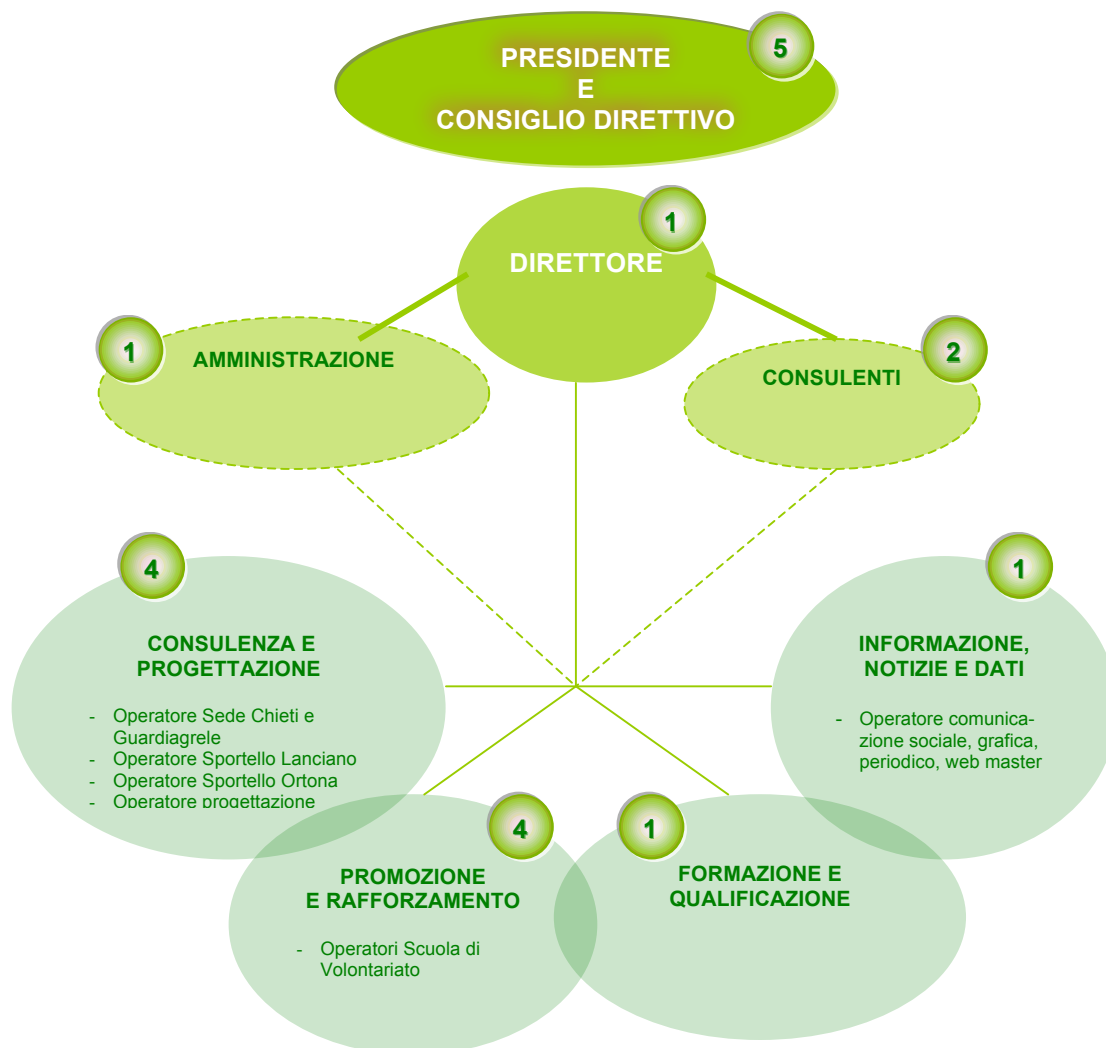 5
PRESIDENTE
E
CONSIGLIO DIRETTIVO
1
DIRETTORE
1
AMMINISTRAZIONE
2
CONSULENTI
4
CONSULENZA E
PROGETTAZIONE
- Operatore Sede Chieti e
Guardiagrele
- Operatore Sportello Lanciano
- Operatore Sportello Ortona
- Operatore progettazione
1
INFORMAZIONE,
NOTIZIE E DATI
- Operatore comunica-
zione sociale, grafica,
periodico, web master
4
PROMOZIONE
E RAFFORZAMENTO
- Operatori Scuola di
Volontariato
1
FORMAZIONE E
QUALIFICAZIONE